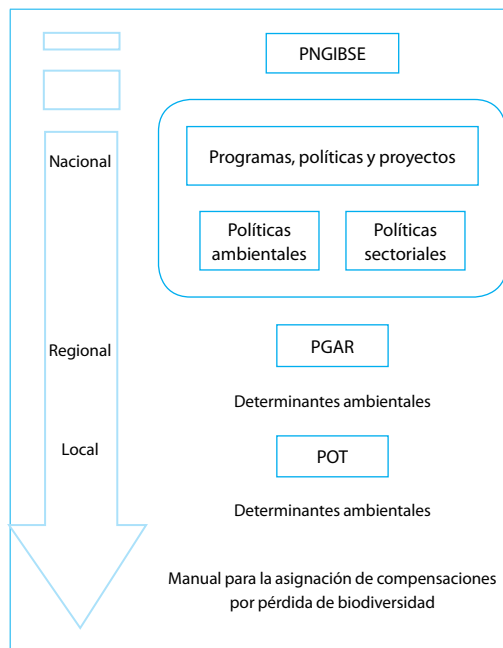 PNGIBSE
Nacional
Programas, políticas y proyectos
Políticas
ambientales
Políticas
sectoriales
Regional
PGAR
Determinantes ambientales
Local
POT
Determinantes ambientales
Manual para la asignación de compensaciones
por pérdida de biodiversidad